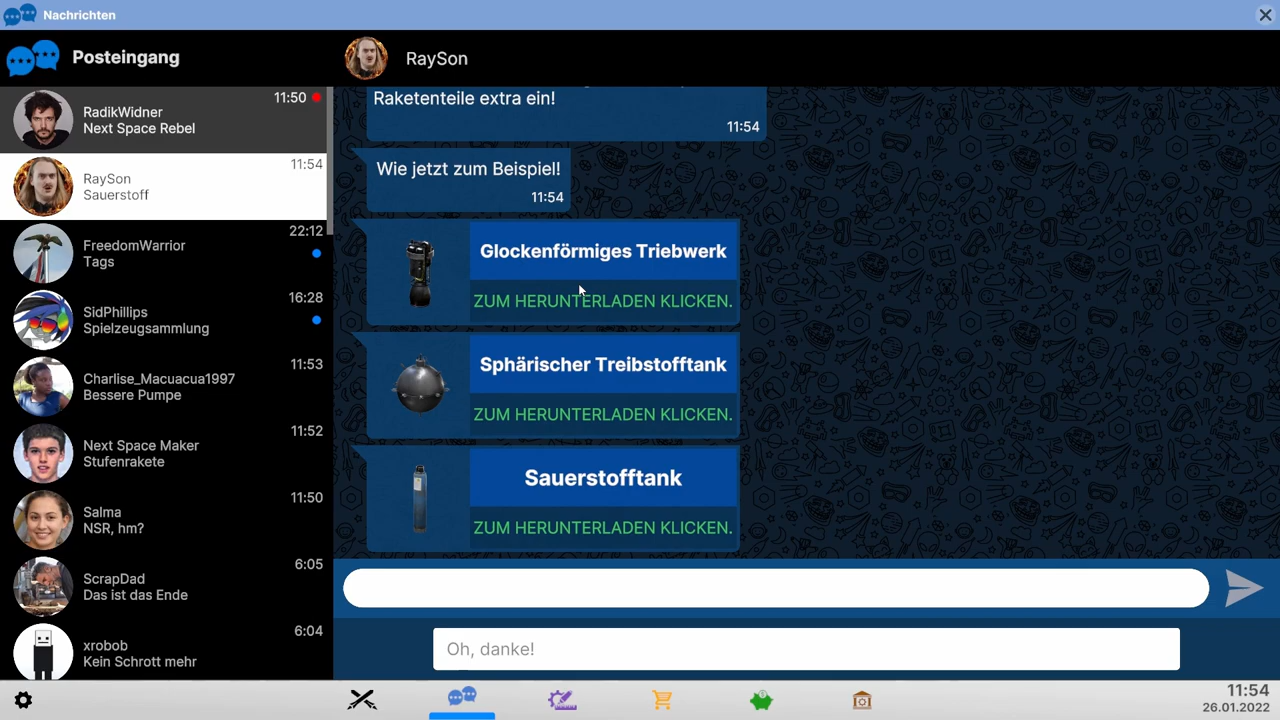 Nachrichten
Posteingang
RadikWidner
Next Space Rebel
11:50
RaySon
Sauerstoff
11:54
FreedomWarrior
Tags
22:12
SidPhillips
Spielzeugsammlung
16:28
Charlise_Macuacua1997
Bessere Pumpe
11:53
Next Space Maker
Stufenrakete
11:52
Salma
NSR, hm?
11:50
ScrapDad
Das ist das Ende
6:05
xrobob
Kein Schrott mehr
6:04
RaySon
Raketenteile extra ein!
11:54
Wie jetzt zum Beispiel!
11:54
Glockenförmiges Triebwerk
ZUM HERUNTERLADEN KLICKEN.
Sphärischer Treibstofftank
ZUM HERUNTERLADEN KLICKEN.
Sauerstofftank
ZUM HERUNTERLADEN KLICKEN.
Oh, danke!
11:54
26.01.2022